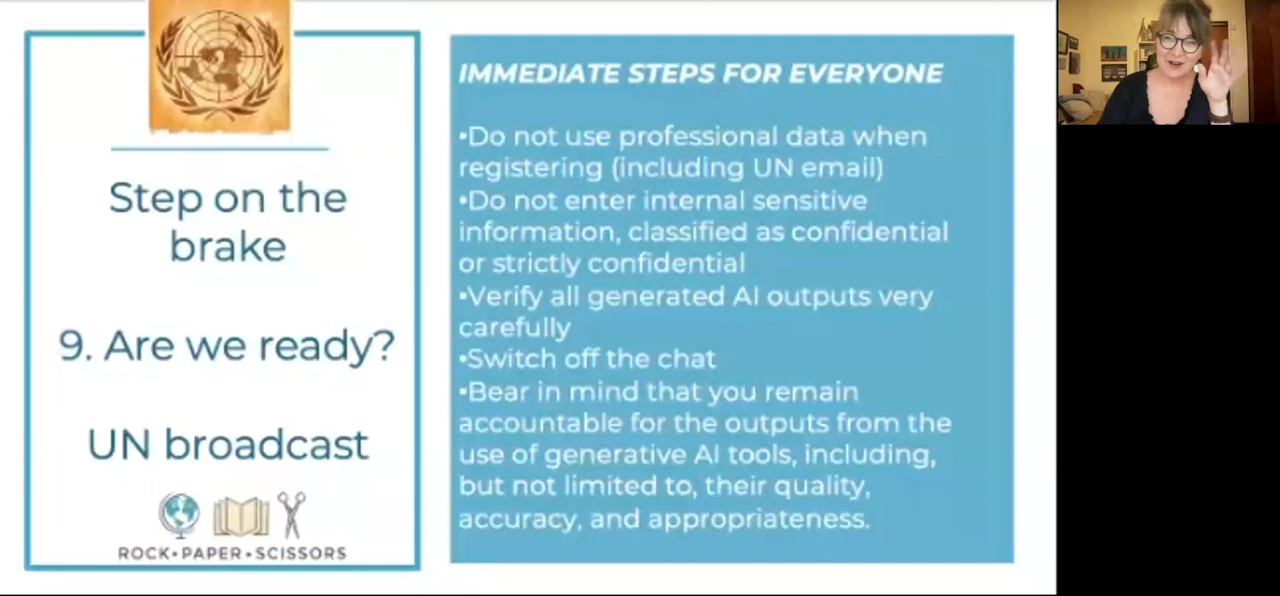 Step on the
brake
9. Are we ready?
UN broadcast
ROCK•PAPER•SCISSORS
IMMEDIATE STEPS FOR EVERYONE
•Do not use professional data when
registering (including UN email)
•Do not enter internal sensitive
information, classified as confidential
or strictly confidential
•Verify all generated AI outputs very
carefully
•Switch off the chat
•Bear in mind that you remain
accountable for the outputs from the
use of generative AI tools, including,
but not limited to, their quality,
accuracy, and appropriateness.